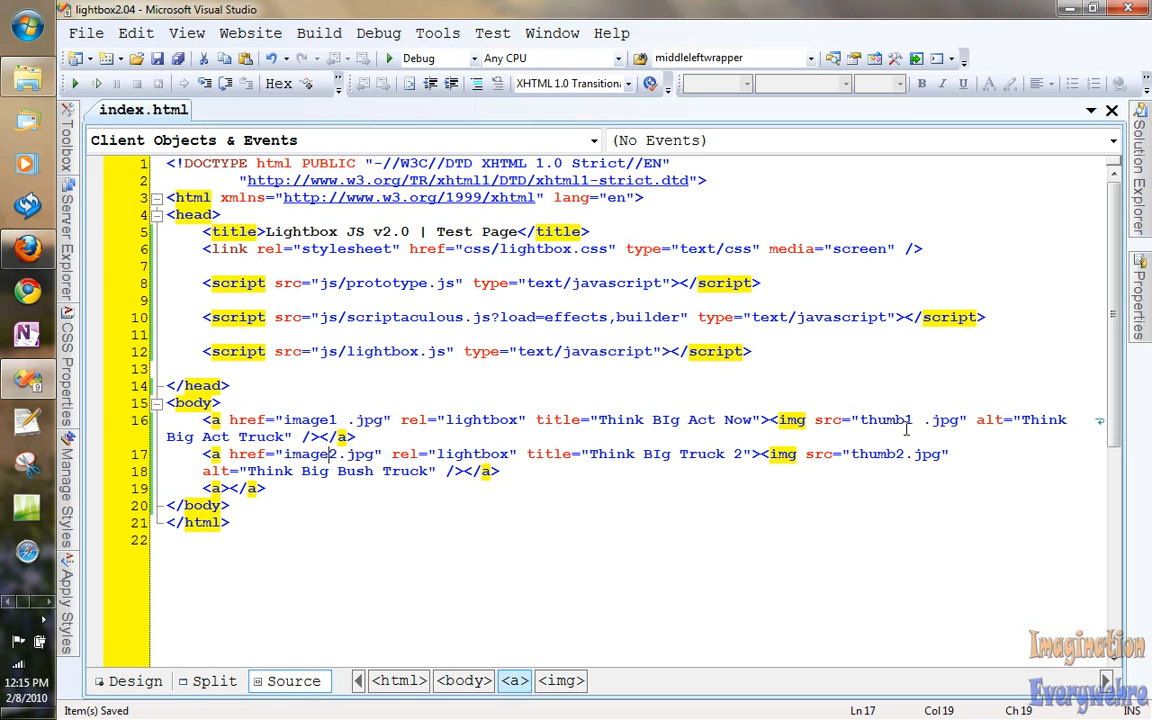 lightbox2.04 - Microsoft Visual Studio
File Edit View Website Build Debug Tools Test Window Help
Debug Any CPU middleleftwrapper
Hex XHTML 1.0 Transition B I U A
index.html
Client Objects & Events (No Events)
1 <!DOCTYPE html PUBLIC "-//W3C//DTD XHTML 1.0 Strict//EN"
2 "http://www.w3.org/TR/xhtml1/DTD/xhtml1-strict.dtd">
3 <html xmlns="http://www.w3.org/1999/xhtml" lang="en">
4 <head>
5 <title>Lightbox JS v2.0 | Test Page</title>
6 <link rel="stylesheet" href="css/lightbox.css" type="text/css" media="screen" />
7
8 <script src="js/prototype.js" type="text/javascript"></script>
9
10 <script src="js/scriptaculous.js?load=effects,builder" type="text/javascript"></script>
11
12 <script src="js/lightbox.js" type="text/javascript"></script>
13
14 </head>
15 <body>
16 <a href="image1 .jpg" rel="lightbox" title="Think BIg Act Now"><img src="thumb1 .jpg" alt="Think
17 Big Act Truck" /></a>
17 <a href="image2.jpg" rel="lightbox" title="Think BIg Truck 2"><img src="thumb2.jpg"
18 alt="Think Big Bush Truck" /></a>
19 <a></a>
20 </body>
21 </html>
22
Design Split Source <html> <body> <a> <img>
Item(s) Saved Ln 17 Col 19 Ch 19 INS
Toolbox
Server Explorer
CSS Properties
Manage Styles
Apply Styles
Solution Explorer
Properties
12:15 PM
2/8/2010
Imagination
Everywehre